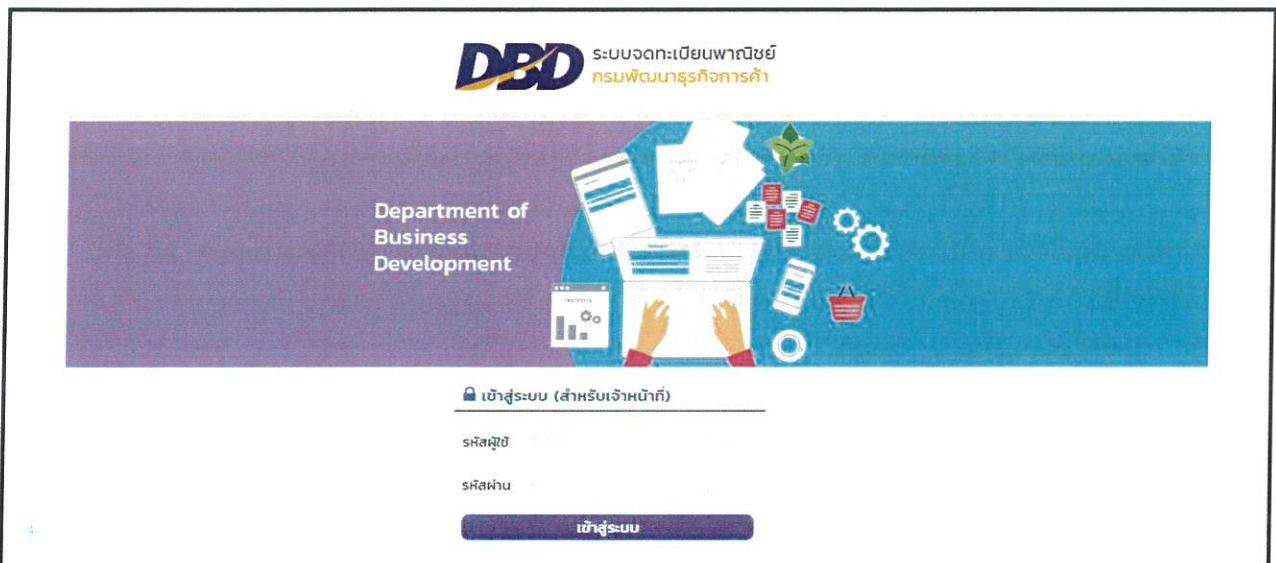 DBD
ระบบจดทะเบียนพาณิชย์
กรมพัฒนาธุรกิจการค้า
Department of
Business
Development
เข้าสู่ระบบ (สำหรับเจ้าหน้าที่)
รหัสผู้ใช้
รหัสผ่าน
เข้าสู่ระบบ